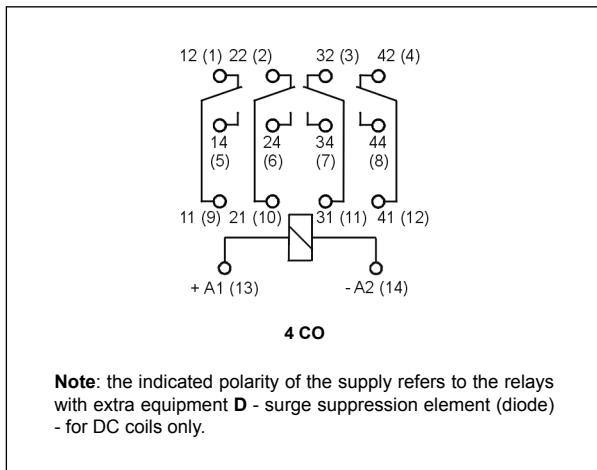 12 (1) 22 (2) 32 (3) 42 (4)
14 24 34 44
(5) (6) (7) (8)
11 (9) 21 (10) 31 (11) 41 (12)
+ A1 (13) - A2 (14)
4 CO
Note: the indicated polarity of the supply refers to the relays
with extra equipment D - surge suppression element (diode)
- for DC coils only.